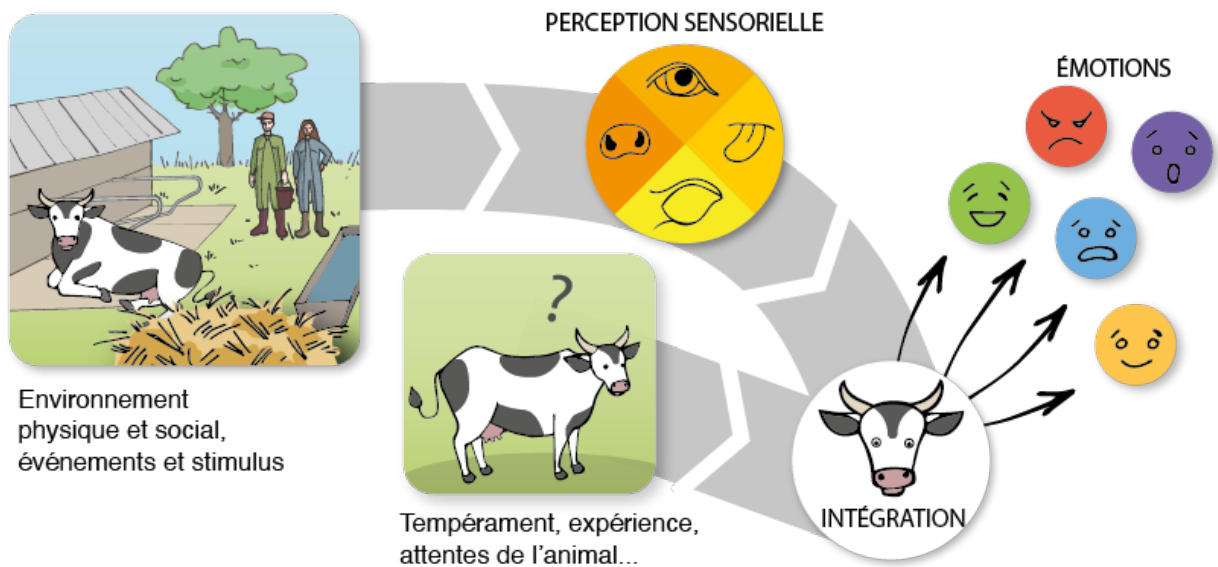 PERCEPTION SENSORIELLE
ÉMOTIONS
Environnement
physique et social,
événements et stimulus
?
Tempérament, expérience,
attentes de l'animal...
INTÉGRATION